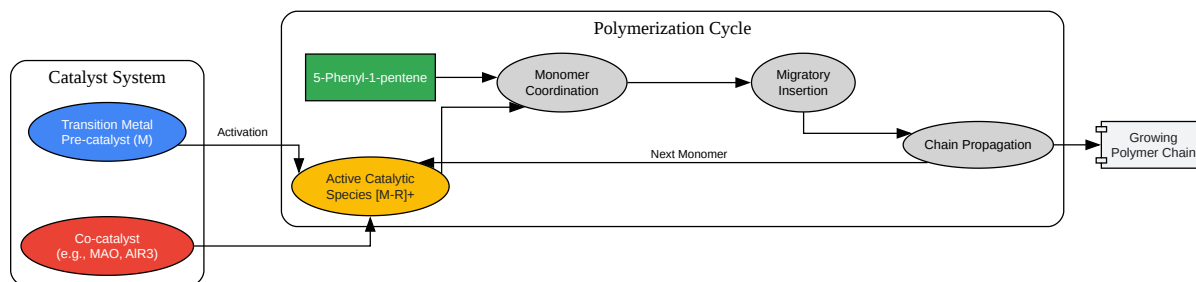 Polymerization Cycle
Catalyst System
5-Phenyl-1-pentene
Monomer
Coordination
Migratory
Insertion
Transition Metal
Pre-catalyst (M)
Activation
Chain Propagation
Growing
Polymer Chain
Next Monomer
Active Catalytic
Species [M-R]+
Co-catalyst
(e.g., MAO, AlR3)